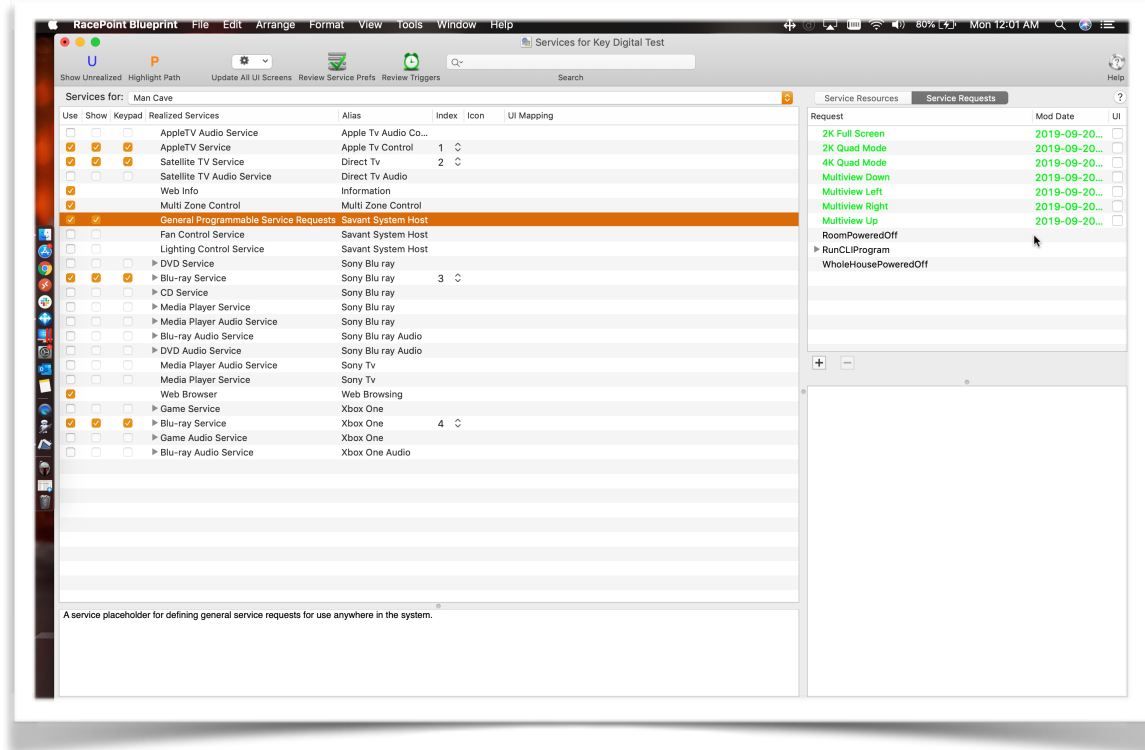 RacePoint Blueprint File Edit Arrange Format View Tools Window Help 80% Mon 12:01 AM
Services for Key Digital Test
U P
Show Unrealized Highlight Path Update All UI Screens Review Service Prefs Review Triggers Search Help
Services for: Man Cave
Service Resources Service Requests ?
Use Show Keypad Realized Services Alias Index Icon UI Mapping
Request Mod Date UI
AppleTV Audio Service Apple Tv Audio Co...
AppleTV Service Apple Tv Control 1
Satellite TV Service Direct Tv 2
Satellite TV Audio Service Direct Tv Audio
Web Info Information
Multi Zone Control Multi Zone Control
General Programmable Service Requests Savant System Host
Fan Control Service Savant System Host
Lighting Control Service Savant System Host
DVD Service Sony Blu ray
Blu-ray Service Sony Blu ray 3
CD Service Sony Blu ray
Media Player Service Sony Blu ray
Media Player Audio Service Sony Blu ray
Blu-ray Audio Service Sony Blu ray Audio
DVD Audio Service Sony Blu ray Audio
Media Player Audio Service Sony Tv
Media Player Service Sony Tv
Web Browser Web Browsing
Game Service Xbox One
Blu-ray Service Xbox One 4
Game Audio Service Xbox One
Blu-ray Audio Service Xbox One Audio
2K Full Screen 2019-09-20...
2K Quad Mode 2019-09-20...
4K Quad Mode 2019-09-20...
Multiview Down 2019-09-20...
Multiview Left 2019-09-20...
Multiview Right 2019-09-20...
Multiview Up 2019-09-20...
RoomPoweredOff
RunCLIProgram
WholeHousePoweredOff
A service placeholder for defining general service requests for use anywhere in the system.